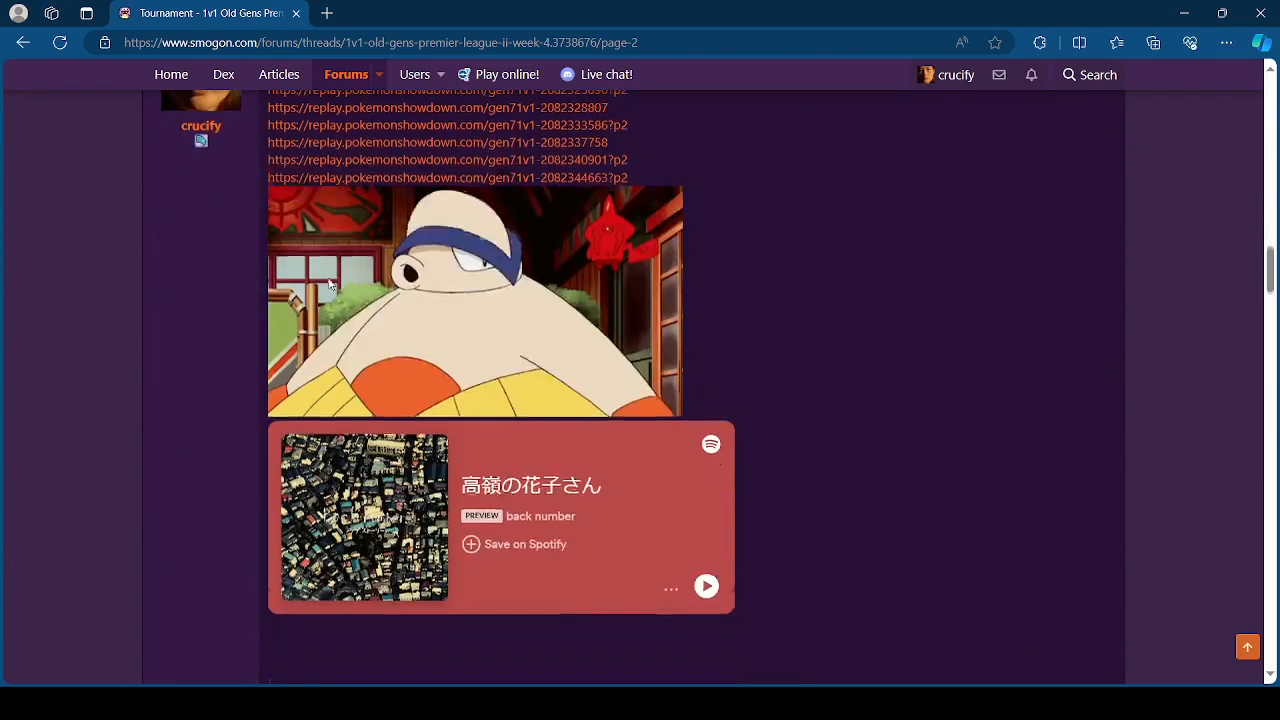 Tournament - 1v1 Old Gens Prem
https://www.smogon.com/forums/threads/1v1-old-gens-premier-league-ii-week-4.3738676/page-2
Home Dex Articles Forums Users Play online! Live chat! crucify Search
https://replay.pokemonshowdown.com/gen71v1-2082328807
crucify
https://replay.pokemonshowdown.com/gen71v1-2082333586?p2
https://replay.pokemonshowdown.com/gen71v1-2082337758
https://replay.pokemonshowdown.com/gen71v1-2082340901?p2
https://replay.pokemonshowdown.com/gen71v1-2082344663?p2
高嶺の花子さん
PREVIEW back number
Save on Spotify